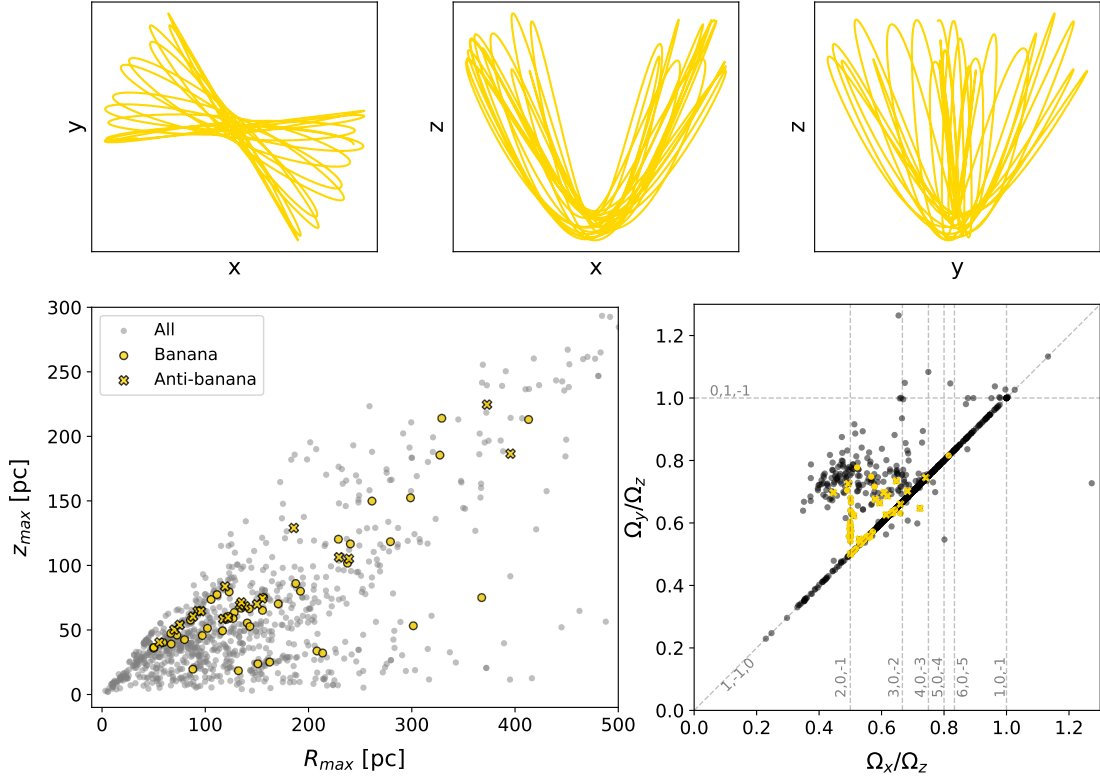 y
x
z
x
z
y
300
250
200
150
100
50
0
z_max [pc]
All
Banana
Anti-banana
0
100
200
300
400
500
R_max [pc]
1.2
1.0
0.8
0.6
0.4
0.2
0.0
Ω_y/Ω_z
0,1,-1
1,-1,0
2,0,-1
3,0,-2
4,0,-3
5,0,-4
6,0,-5
1,0,-1
0.0
0.2
0.4
0.6
0.8
1.0
1.2
Ω_x/Ω_z